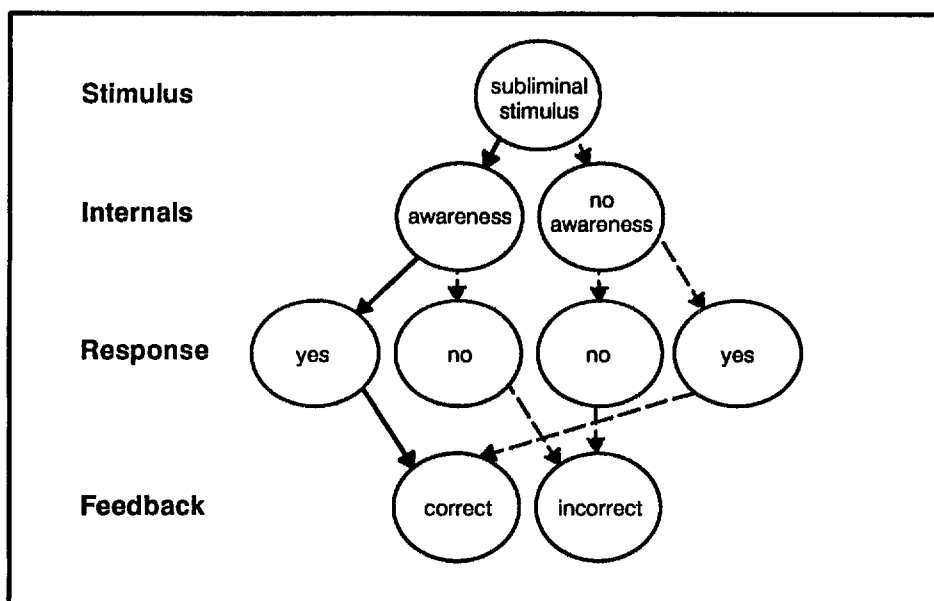 Stimulus
subliminal
stimulus
Internals
awareness
no
awareness
Response
yes
no
no
yes
Feedback
correct
incorrect